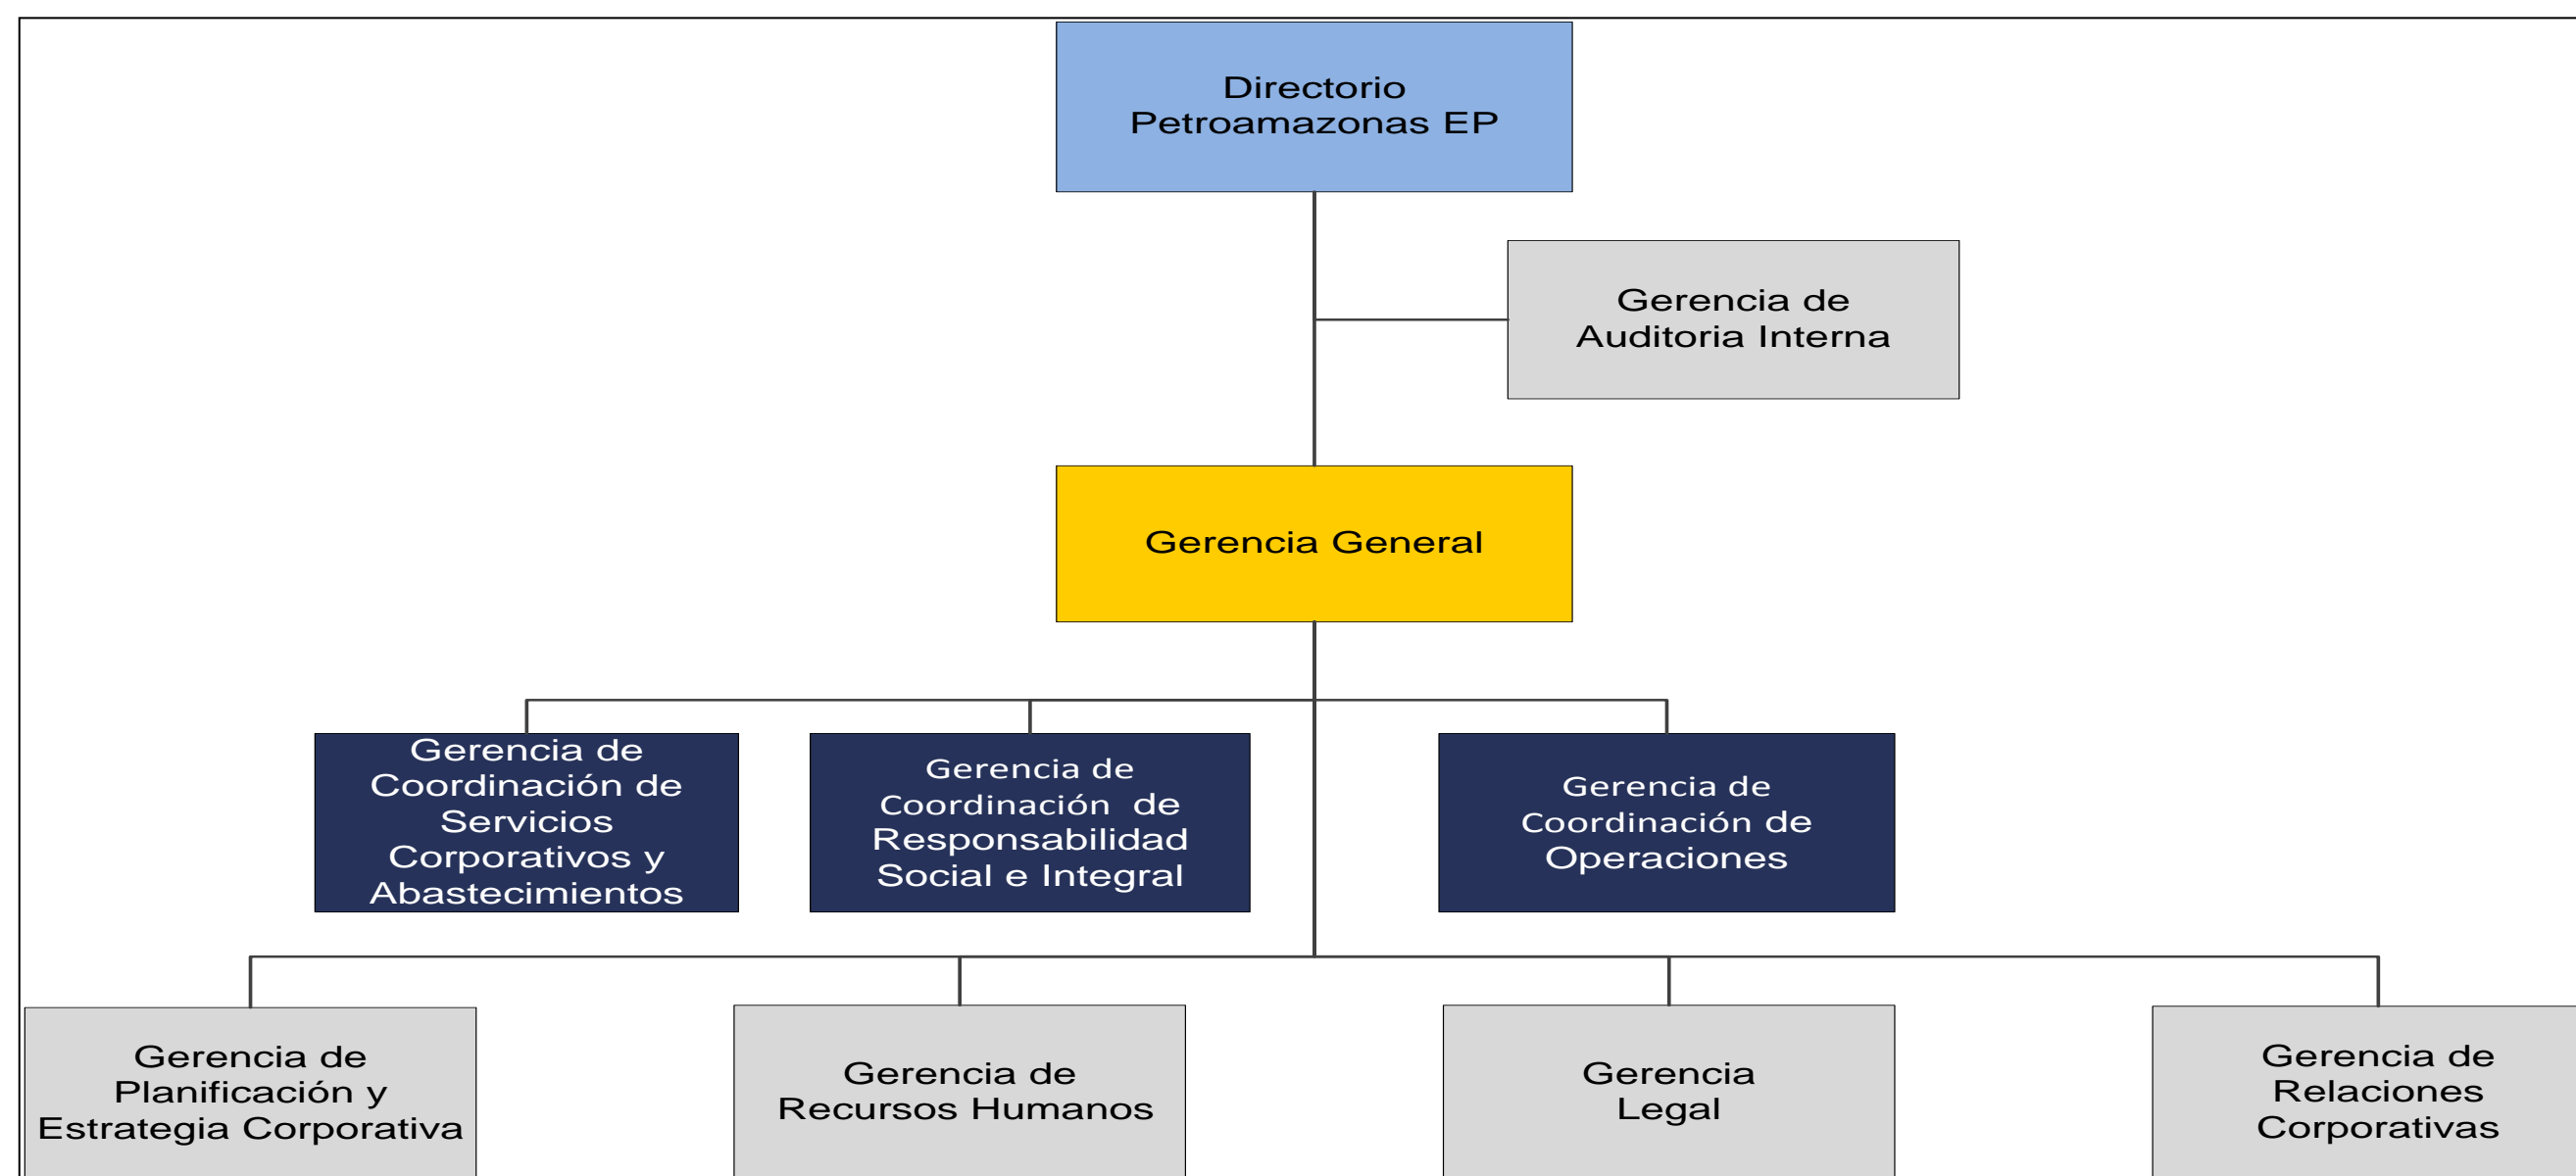 Directorio
Petroamazonas EP
Gerencia de
Auditoria Interna
Gerencia General
Gerencia de
Coordinación de
Servicios
Corporativos y
Abastecimientos
Gerencia de
Coordinación de
Responsabilidad
Social e Integral
Gerencia de
Coordinación de
Operaciones
Gerencia de
Planificación y
Estrategia Corporativa
Gerencia de
Recursos Humanos
Gerencia
Legal
Gerencia de
Relaciones
Corporativas